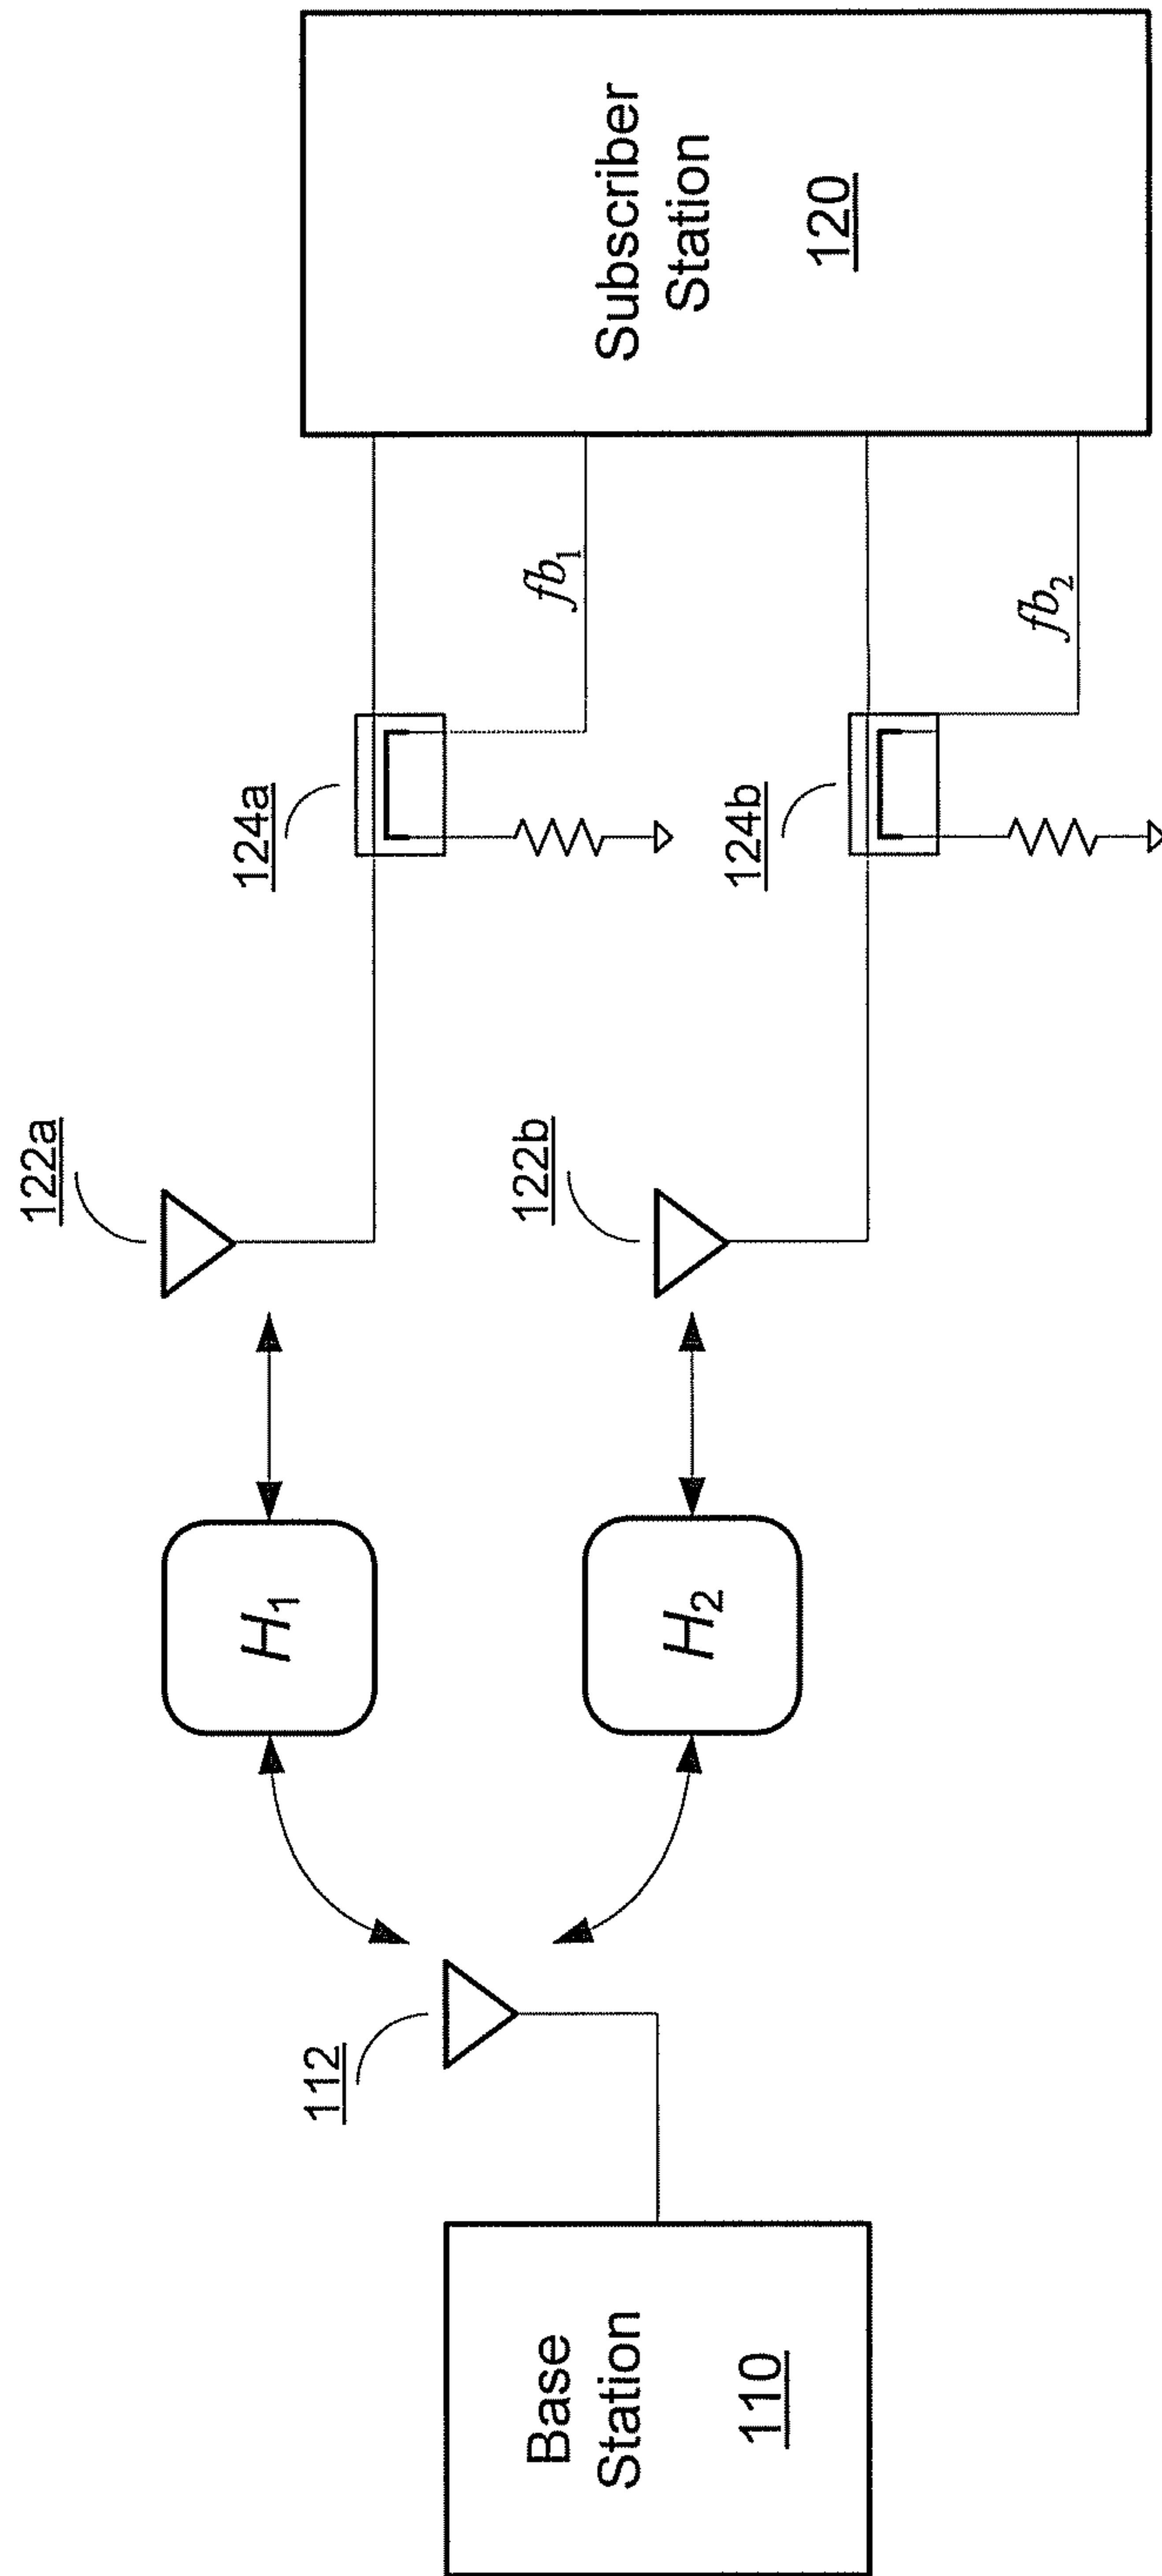 Base
Station
110
112
H1
H2
122a
122b
124a
124b
fb1
fb2
Subscriber
Station
120